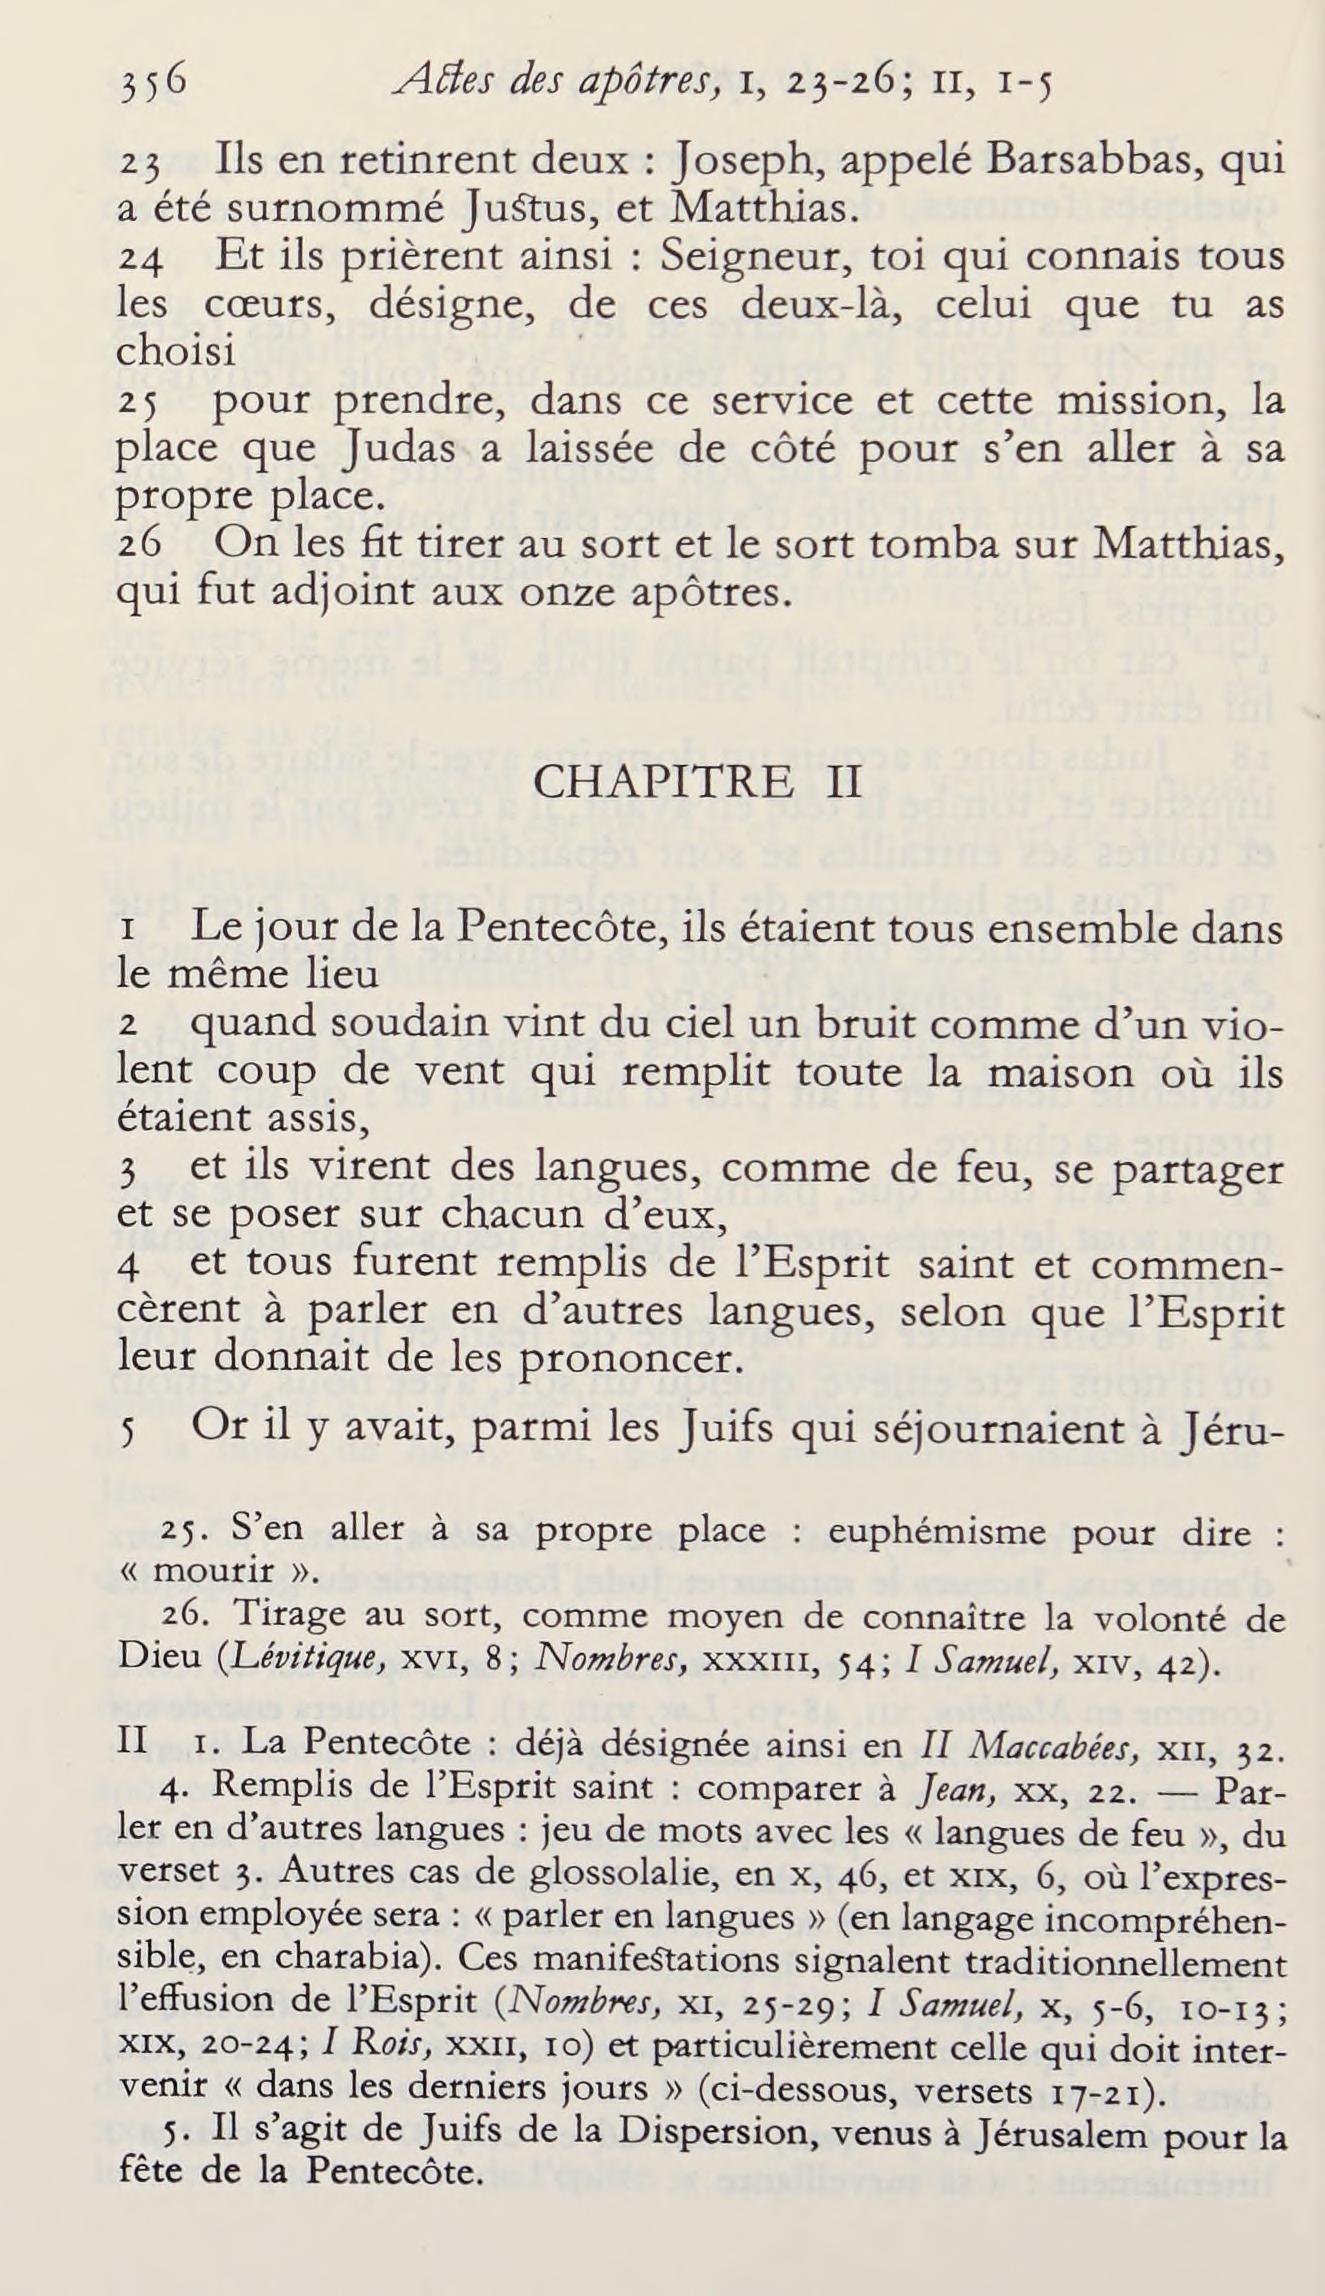 356 Actes des apôtres, I, 23-26; II, 1-5
23 Ils en retinrent deux : Joseph, appelé Barsabbas, qui
a été surnommé Justus, et Matthias.
24 Et ils prièrent ainsi : Seigneur, toi qui connais tous
les cœurs, désigne, de ces deux-là, celui que tu as
choisi
25 pour prendre, dans ce service et cette mission, la
place que Judas a laissée de côté pour s’en aller à sa
propre place.
26 On les fit tirer au sort et le sort tomba sur Matthias,
qui fut adjoint aux onze apôtres.
CHAPITRE II
1 Le jour de la Pentecôte, ils étaient tous ensemble dans
le même lieu
2 quand soudain vint du ciel un bruit comme d’un vio-
lent coup de vent qui remplit toute la maison où ils
étaient assis,
3 et ils virent des langues, comme de feu, se partager
et se poser sur chacun d’eux,
4 et tous furent remplis de l’Esprit saint et commen-
cèrent à parler en d’autres langues, selon que l’Esprit
leur donnait de les prononcer.
5 Or il y avait, parmi les Juifs qui séjournaient à Jéru-
25. S’en aller à sa propre place : euphémisme pour dire :
« mourir ».
26. Tirage au sort, comme moyen de connaître la volonté de
Dieu (Lévitique, XVI, 8; Nombres, XXXIII, 54; I Samuel, XIV, 42).
II 1. La Pentecôte : déjà désignée ainsi en II Maccabées, XII, 32.
4. Remplis de l’Esprit saint : comparer à Jean, XX, 22. — Par-
ler en d’autres langues : jeu de mots avec les « langues de feu », du
verset 3. Autres cas de glossolalie, en X, 46, et XIX, 6, où l’expres-
sion employée sera : « parler en langues » (en langage incompréhen-
sible, en charabia). Ces manifestations signalent traditionnellement
l’effusion de l’Esprit (Nombres, XI, 25-29; I Samuel, X, 5-6, 10-13;
XIX, 20-24; I Rois, XXII, 10) et particulièrement celle qui doit inter-
venir « dans les derniers jours » (ci-dessous, versets 17-21).
5. Il s’agit de Juifs de la Dispersion, venus à Jérusalem pour la
fête de la Pentecôte.